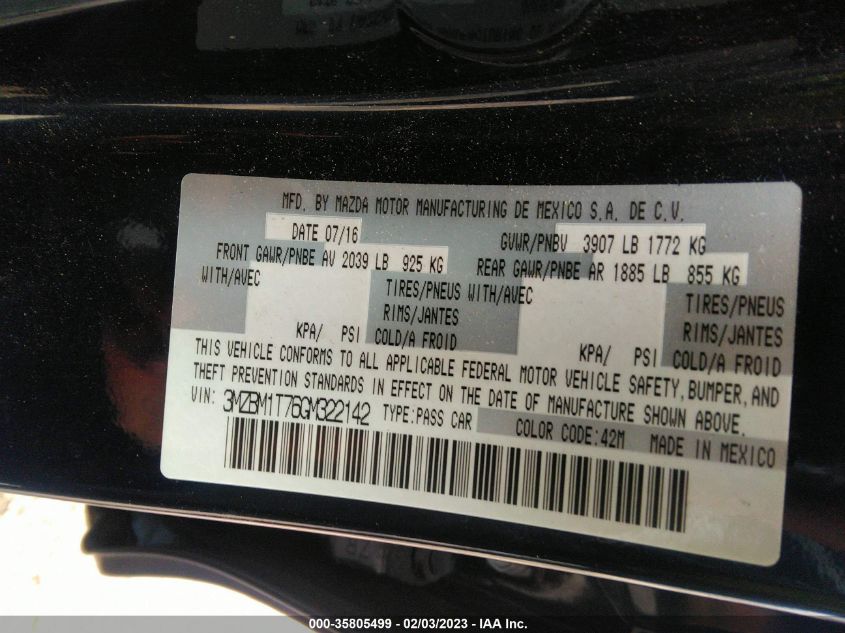 MFD. BY MAZDA MOTOR MANUFACTURING DE MEXICO S.A. DE C.V.
DATE 07/16 GVWR/PNBV 3907 LB 1772 KG
FRONT GAWR/PNBE AV 2039 LB 925 KG REAR GAWR/PNBE AR 1885 LB 855 KG
WITH/AVEC TIRES/PNEUS WITH/AVEC TIRES/PNEUS
RIMS/JANTES RIMS/JANTES
KPA/ PSI COLD/A FROID KPA/ PSI COLD/A FROID
THIS VEHICLE CONFORMS TO ALL APPLICABLE FEDERAL MOTOR VEHICLE SAFETY, BUMPER, AND
THEFT PREVENTION STANDARDS IN EFFECT ON THE DATE OF MANUFACTURE SHOWN ABOVE.
VIN: 3MZBM1T76GM322142 TYPE: PASS CAR COLOR CODE: 42M MADE IN MEXICO
000-35805499 - 02/03/2023 - IAA Inc.